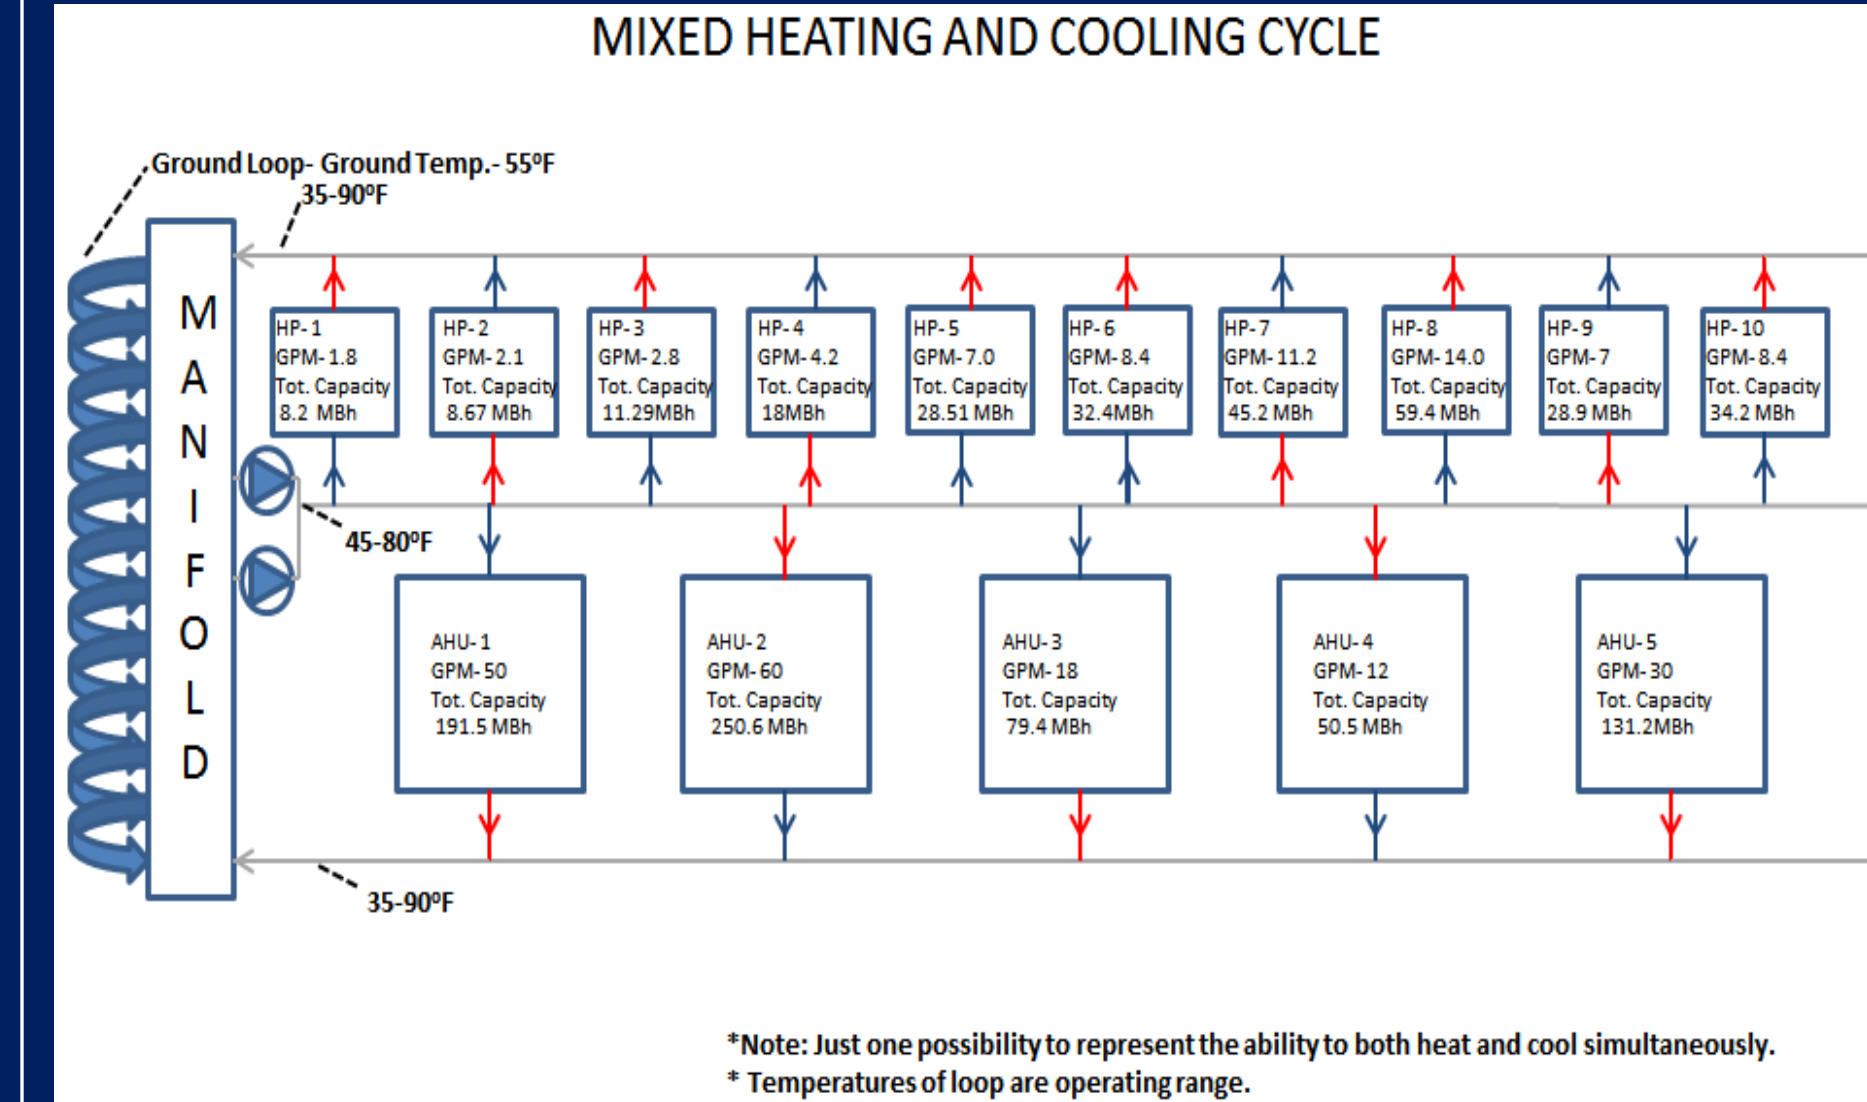 MIXED HEATING AND COOLING CYCLE
Ground Loop- Ground Temp.- 55ºF
35-90ºF
M
A
N
I
F
O
L
D
HP- 1
GPM- 1.8
Tot. Capacity
8.2 MBh
HP- 2
GPM- 2.1
Tot. Capacity
8.67 MBh
HP- 3
GPM- 2.8
Tot. Capacity
11.29MBh
HP- 4
GPM- 4.2
Tot. Capacity
18MBh
HP- 5
GPM- 7.0
Tot. Capacity
28.51 MBh
HP- 6
GPM- 8.4
Tot. Capacity
32.4MBh
HP- 7
GPM- 11.2
Tot. Capacity
45.2 MBh
HP- 8
GPM- 14.0
Tot. Capacity
59.4 MBh
HP- 9
GPM- 7
Tot. Capacity
28.9 MBh
HP- 10
GPM- 8.4
Tot. Capacity
34.2 MBh
45-80ºF
AHU- 1
GPM- 50
Tot. Capacity
191.5 MBh
AHU- 2
GPM- 60
Tot. Capacity
250.6 MBh
AHU- 3
GPM- 18
Tot. Capacity
79.4 MBh
AHU- 4
GPM- 12
Tot. Capacity
50.5 MBh
AHU- 5
GPM- 30
Tot. Capacity
131.2MBh
35-90ºF
*Note: Just one possibility to represent the ability to both heat and cool simultaneously.
* Temperatures of loop are operating range.